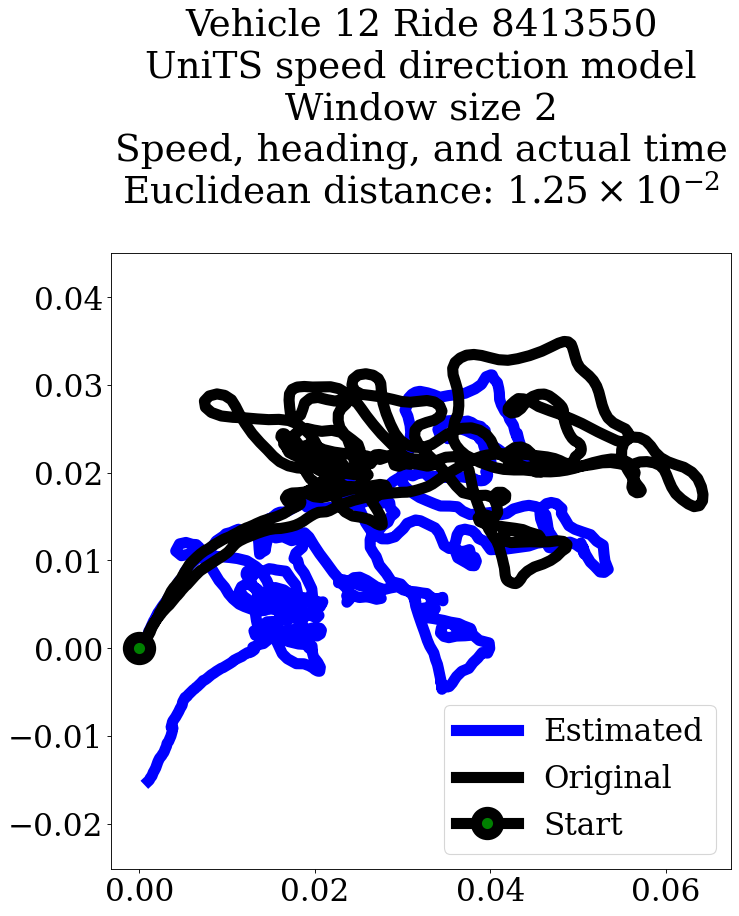 Vehicle 12 Ride 8413550
UniTS speed direction model
Window size 2
Speed, heading, and actual time
Euclidean distance: 1.25 × 10⁻²
0.04
0.03
0.02
0.01
0.00
−0.01
−0.02
Estimated
Original
Start
0.00 0.02 0.04 0.06